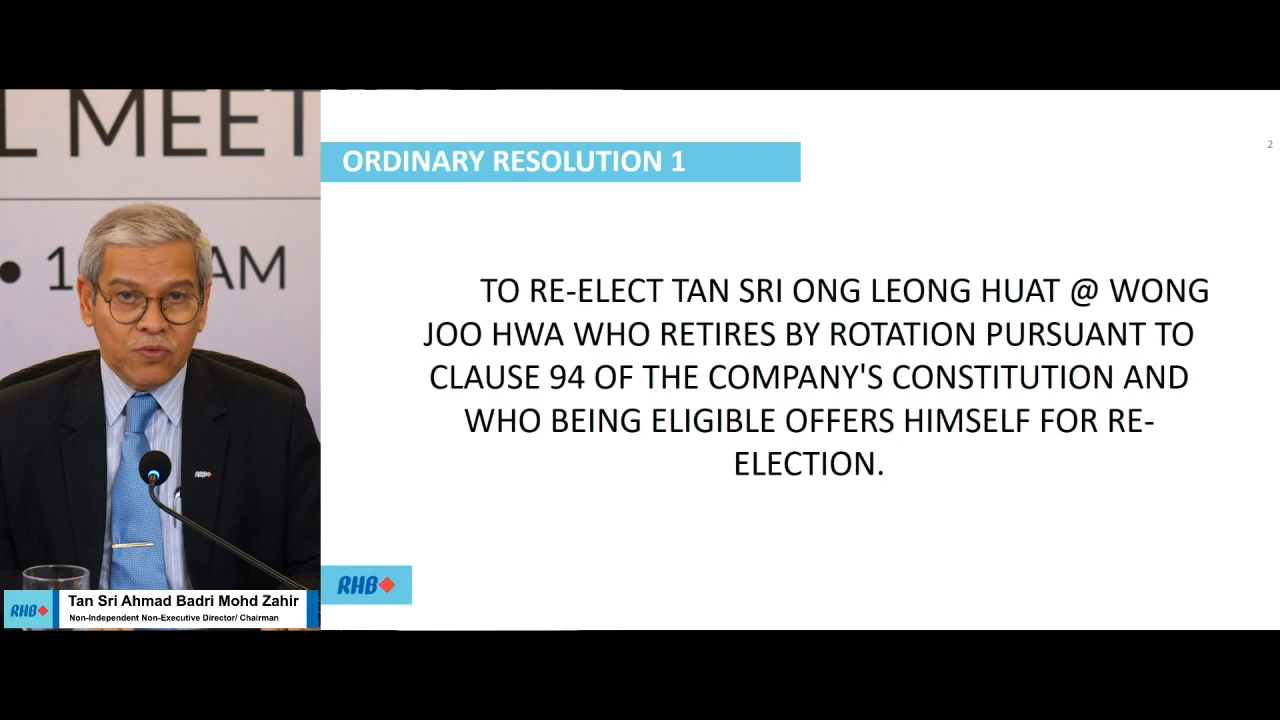 L MEET
• 1 AM
RHB
Tan Sri Ahmad Badri Mohd Zahir
Non-Independent Non-Executive Director/ Chairman
RHB
2
ORDINARY RESOLUTION 1
TO RE-ELECT TAN SRI ONG LEONG HUAT @ WONG
JOO HWA WHO RETIRES BY ROTATION PURSUANT TO
CLAUSE 94 OF THE COMPANY'S CONSTITUTION AND
WHO BEING ELIGIBLE OFFERS HIMSELF FOR RE-
ELECTION.
RHB